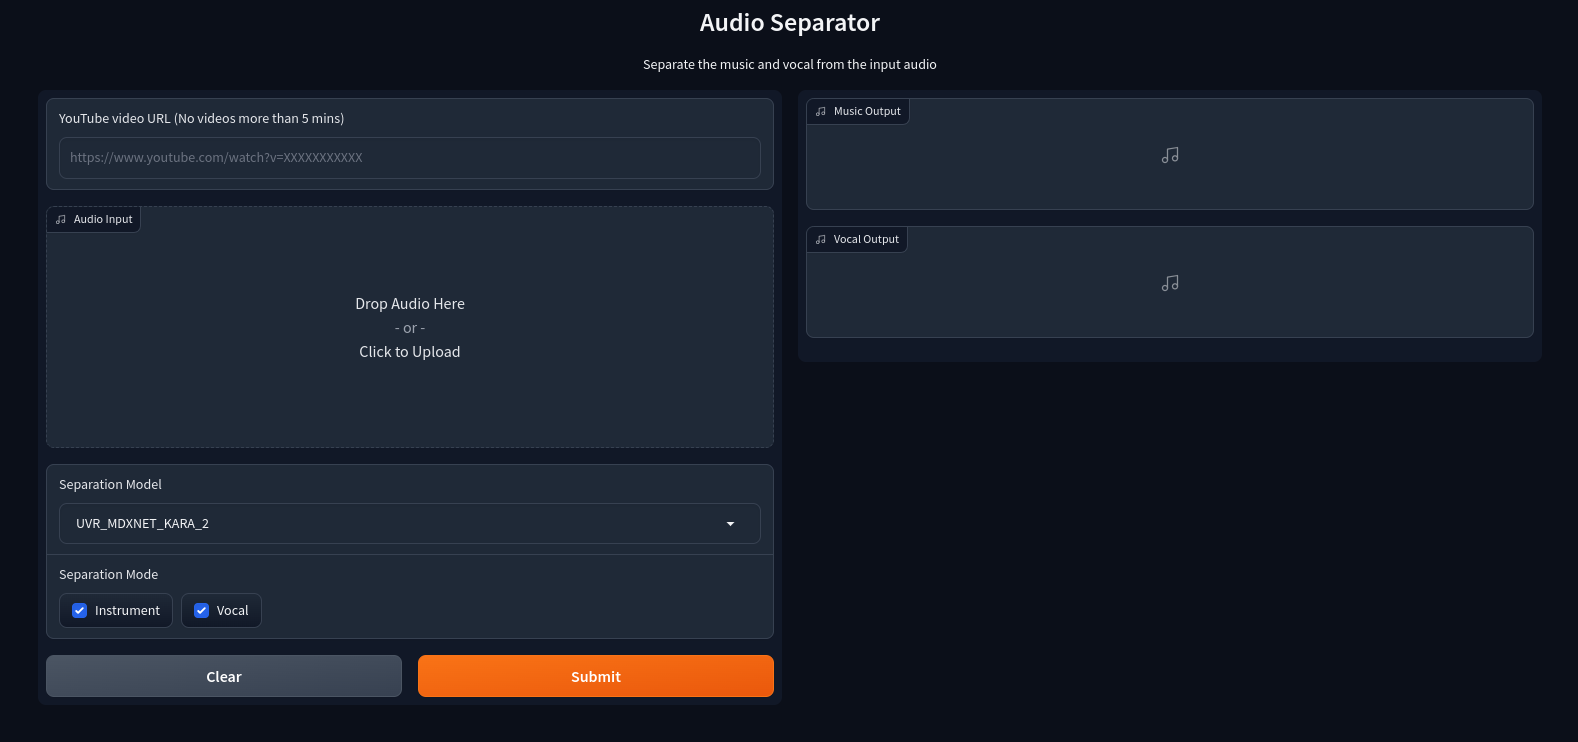 Audio Separator
Separate the music and vocal from the input audio
YouTube video URL (No videos more than 5 mins)
https://www.youtube.com/watch?v=XXXXXXXXXXX
Audio Input
Drop Audio Here
- or -
Click to Upload
Separation Model
UVR_MDXNET_KARA_2
Separation Mode
Instrument
Vocal
Clear
Submit
Music Output
Vocal Output